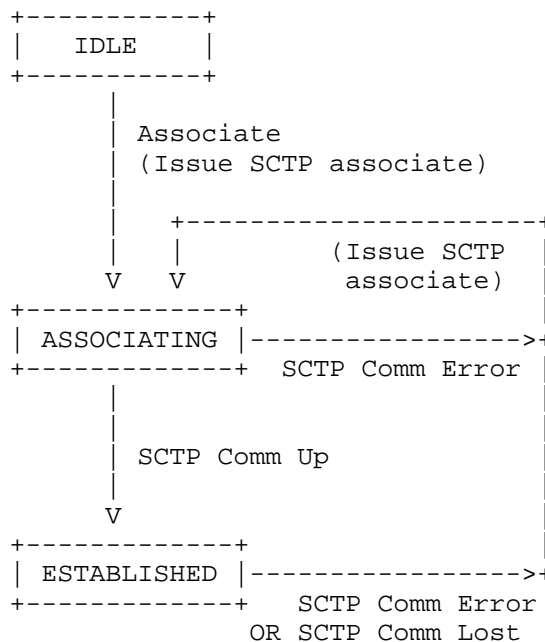 IDLE
Associate
(Issue SCTP associate)
(Issue SCTP
associate)
ASSOCIATING
SCTP Comm Error
SCTP Comm Up
ESTABLISHED
SCTP Comm Error
OR SCTP Comm Lost